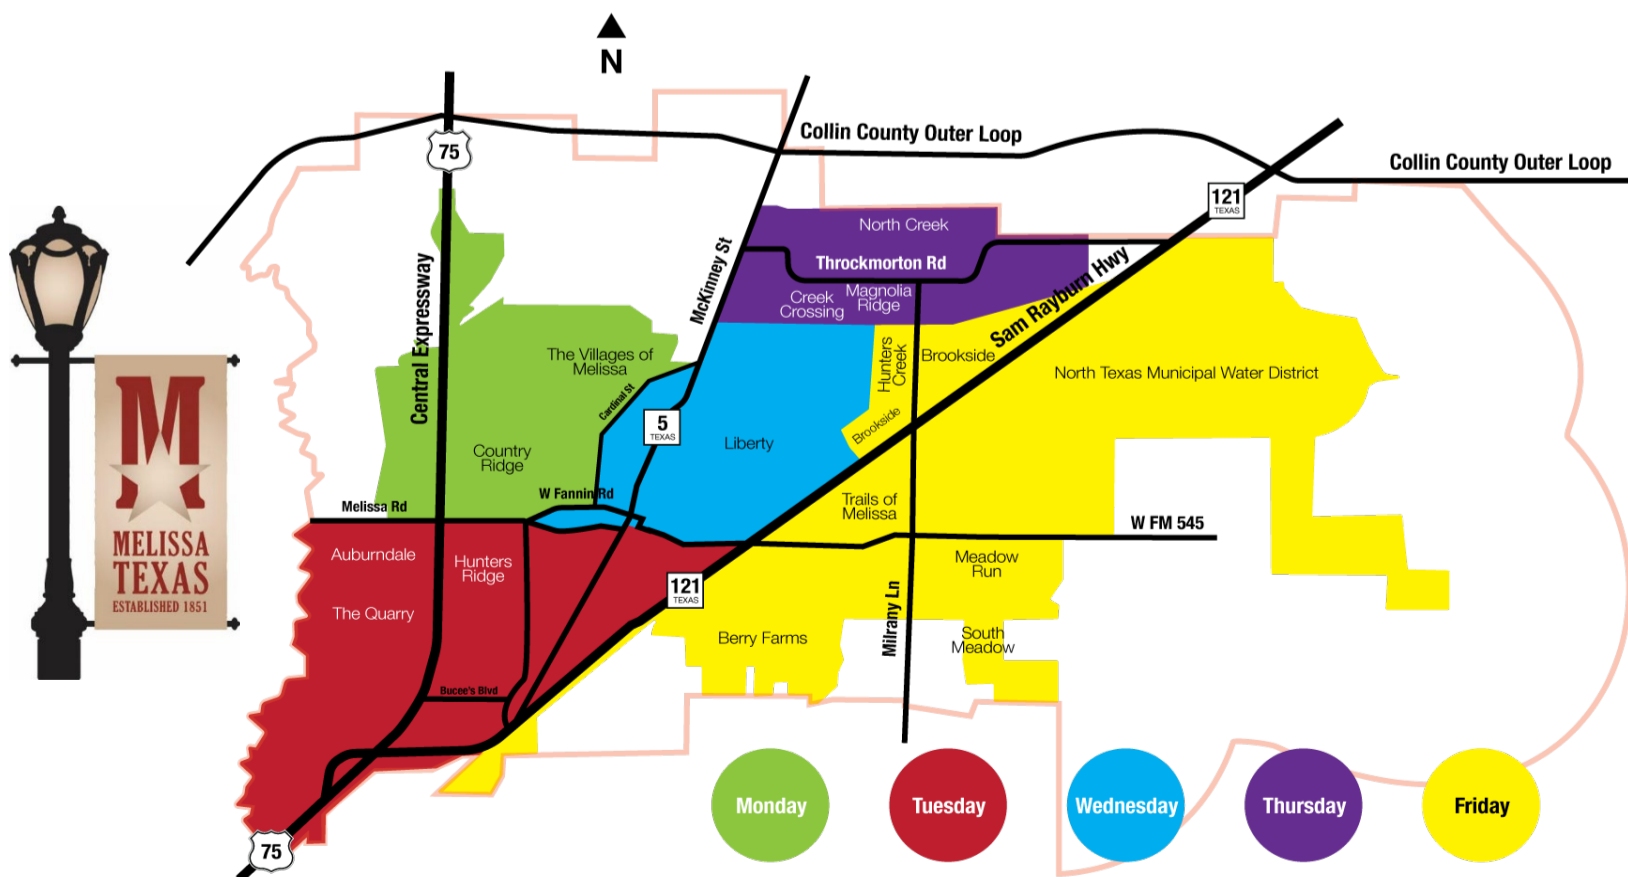 N
Collin County Outer Loop
Collin County Outer Loop
75
121
TEXAS
North Creek
Throckmorton Rd
McKinney St
Sam Rayburn Hwy
Central Expressway
Magnolia
Ridge
Creek
Crossing
The Villages of
Melissa
Cardinal St
Hunters
Creek
Brookside
Brookside
North Texas Municipal Water District
5
TEXAS
Liberty
Country
Ridge
W Fannin Rd
Melissa Rd
Trails of
Melissa
W FM 545
M
MELISSA
TEXAS
ESTABLISHED 1851
Auburndale
Hunters
Ridge
The Quarry
121
TEXAS
Meadow
Run
Milrany Ln
Berry Farms
South
Meadow
Bucee's Blvd
75
Monday
Tuesday
Wednesday
Thursday
Friday